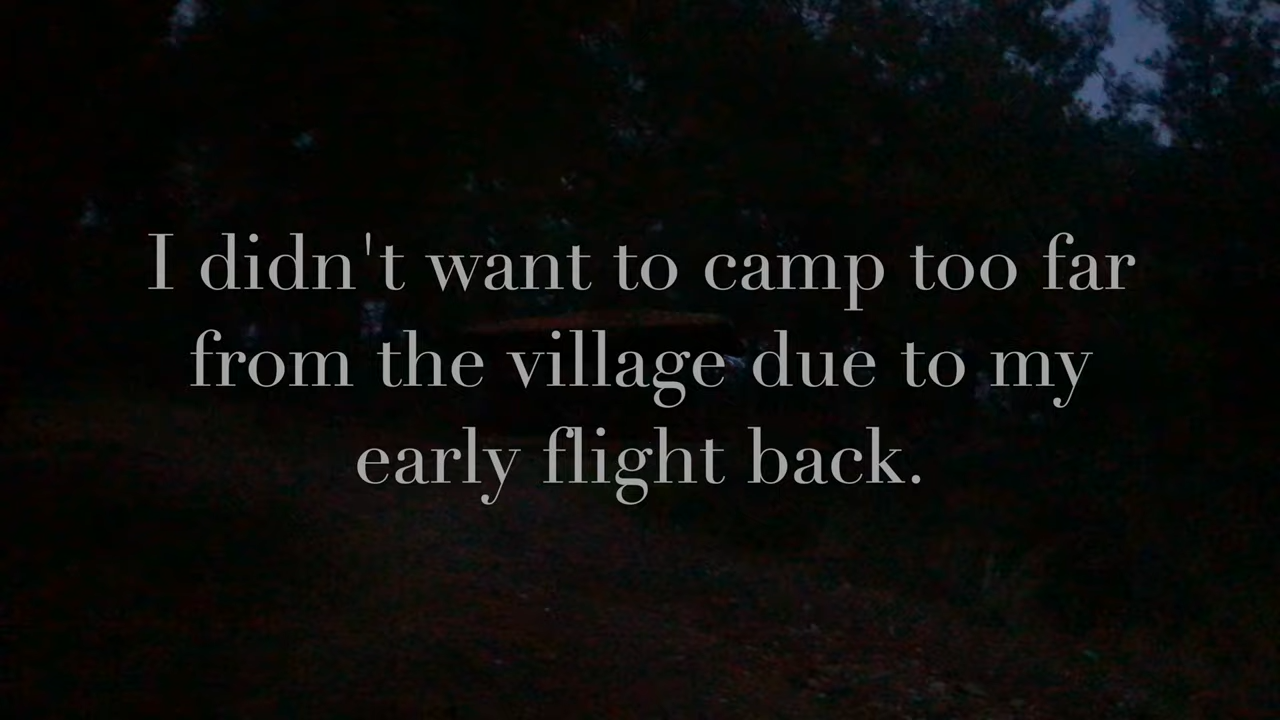 I didn't want to camp too far
from the village due to my
early flight back.